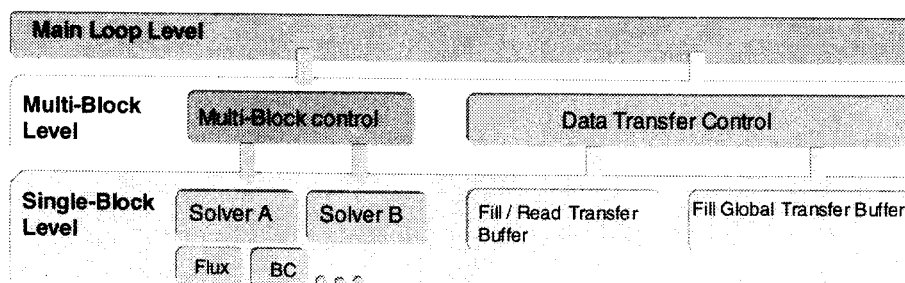 Main Loop Level
Multi-Block
Level
Multi-Block control
Data Transfer Control
Single-Block
Level
Solver A
Solver B
Fill / Read Transfer
Buffer
Fill Global Transfer Buffer
Flux
BC